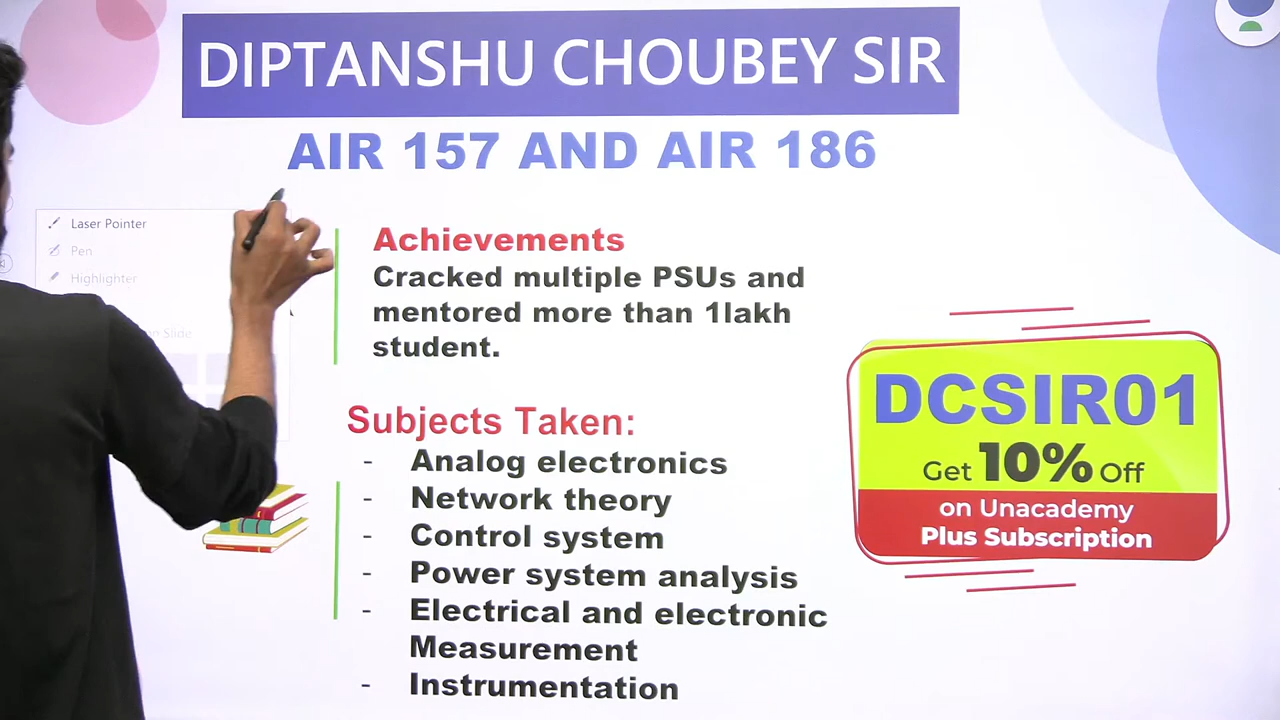 DIPTANSHU CHOUBEY SIR
AIR 157 AND AIR 186
Laser Pointer
Pen
Highlighter
Slide
Achievements
Cracked multiple PSUs and
mentored more than 1lakh
student.
Subjects Taken:
- Analog electronics
- Network theory
- Control system
- Power system analysis
- Electrical and electronic
Measurement
- Instrumentation
DCSIR01
Get 10% Off
on Unacademy
Plus Subscription